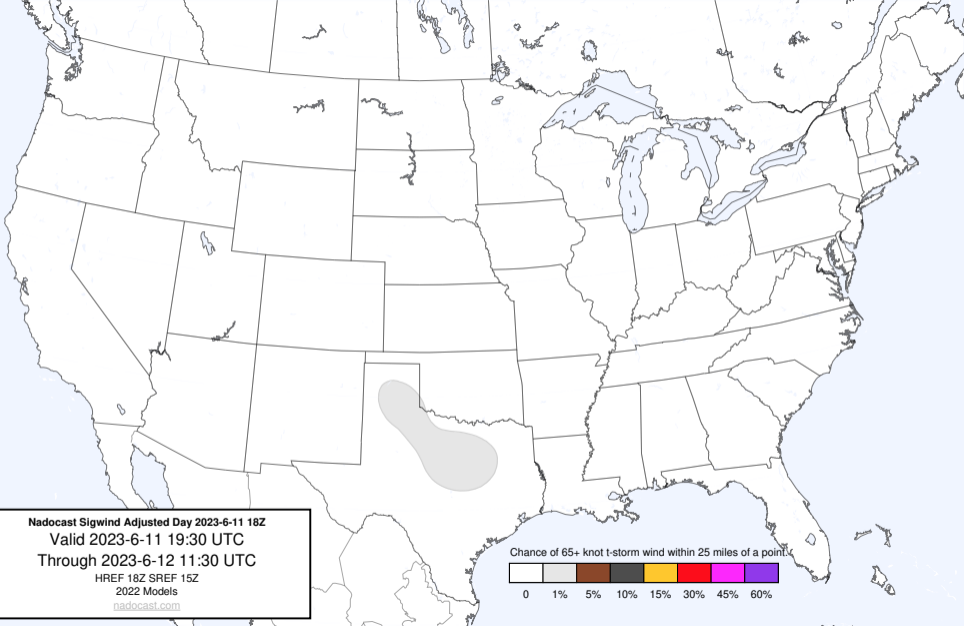 Nadocast Sigwind Adjusted Day 2023-6-11 18Z
Valid 2023-6-11 19:30 UTC
Through 2023-6-12 11:30 UTC
HREF 18Z SREF 15Z
2022 Models
nadocast.com
Chance of 65+ knot t-storm wind within 25 miles of a point.
0 1% 5% 10% 15% 30% 45% 60%